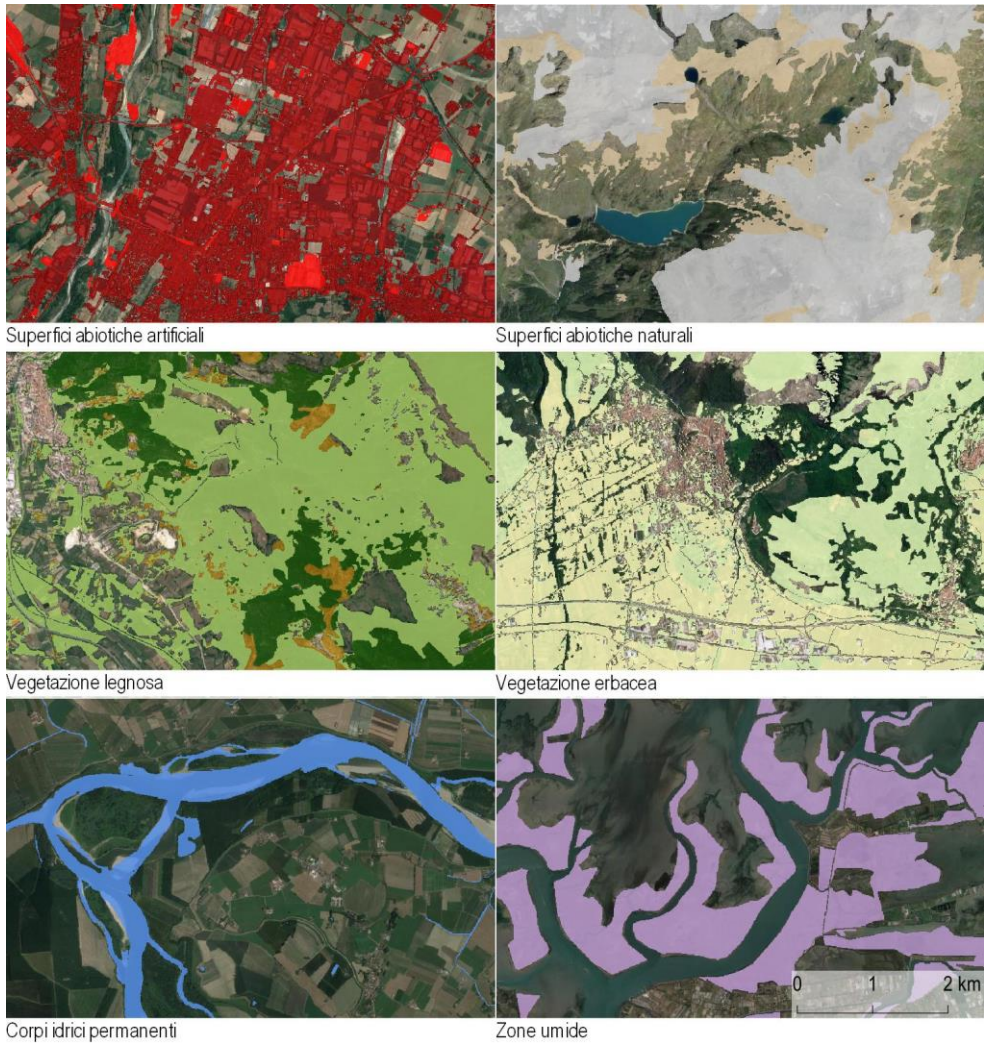 Superfici abiotiche artificiali
Superfici abiotiche naturali
Vegetazione legnosa
Vegetazione erbacea
0 1 2 km
Corpi idrici permanenti
Zone umide